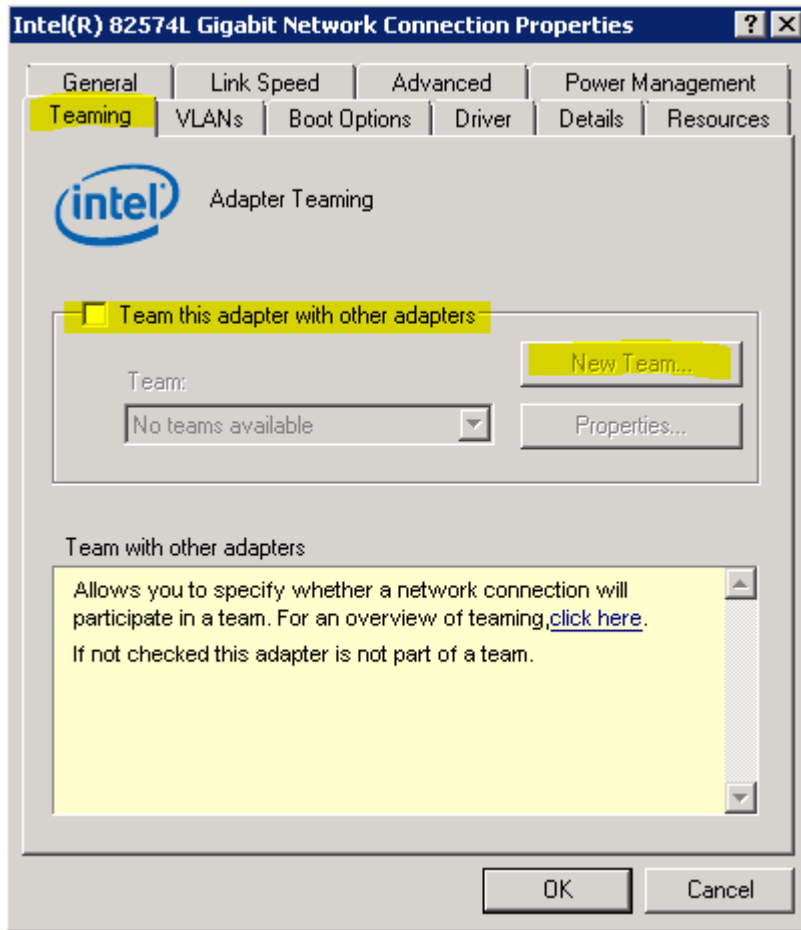 Intel(R) 82574L Gigabit Network Connection Properties
General Link Speed Advanced Power Management
Teaming VLANs Boot Options Driver Details Resources
intel Adapter Teaming
Team this adapter with other adapters
New Team...
Team:
No teams available Properties...
Team with other adapters
Allows you to specify whether a network connection will
participate in a team. For an overview of teaming,click here.
If not checked this adapter is not part of a team.
OK Cancel